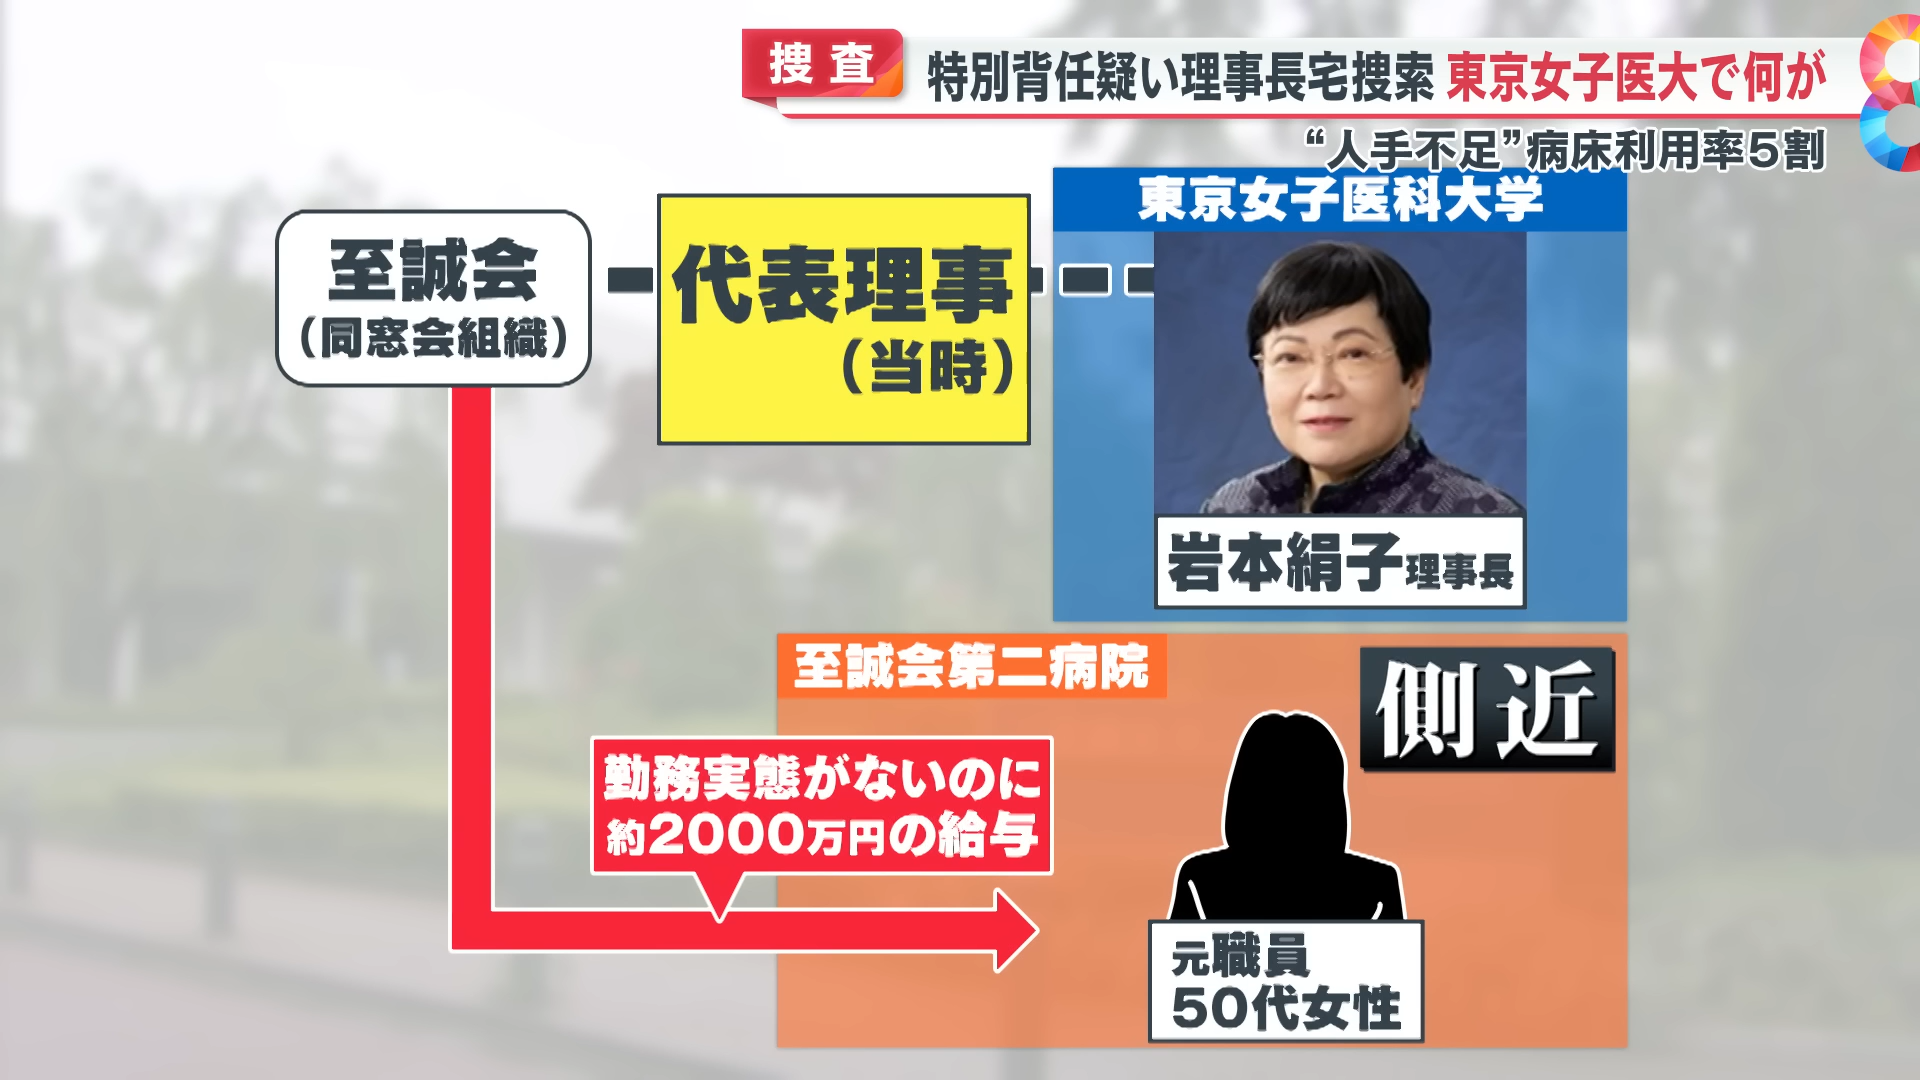 捜査
特別背任疑い理事長宅捜索 東京女子医大で何が
“人手不足”病床利用率5割
至誠会
(同窓会組織)
代表理事
(当時)
東京女子医科大学
岩本絹子理事長
至誠会第二病院
側近
勤務実態がないのに
約2000万円の給与
元職員
50代女性